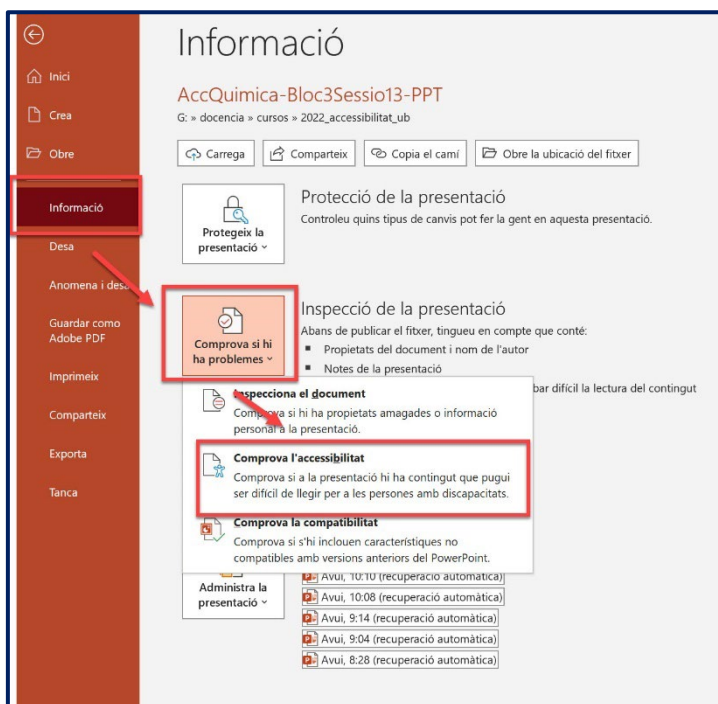 Inici
Crea
Obre
Informació
Desa
Anomena i desa
Guardar como
Adobe PDF
Imprimeix
Comparteix
Exporta
Tanca
Informació
AccQuimica-Bloc3Sessio13-PPT
G: » docencia » cursos » 2022_accessibilitat_ub
Carrega
Comparteix
Copia el camí
Obre la ubicació del fitxer
Protegeix la
presentació
Protecció de la presentació
Controleu quins tipus de canvis pot fer la gent en aquesta presentació.
Comprova si hi
ha problemes
Inspecció de la presentació
Abans de publicar el fitxer, tingueu en compte que conté:
Propietats del document i nom de l'autor
Notes de la presentació
bar difícil la lectura del contingut
Inspecciona el document
Comprova si hi ha propietats amagades o informació
personal a la presentació.
Comprova l'accessibilitat
Comprova si a la presentació hi ha contingut que pugui
ser difícil de llegir per a les persones amb discapacitats.
Comprova la compatibilitat
Comprova si s'hi inclouen característiques no
compatibles amb versions anteriors del PowerPoint.
Administra la
presentació
Avui, 10:10 (recuperació automàtica)
Avui, 10:08 (recuperació automàtica)
Avui, 9:14 (recuperació automàtica)
Avui, 9:04 (recuperació automàtica)
Avui, 8:28 (recuperació automàtica)